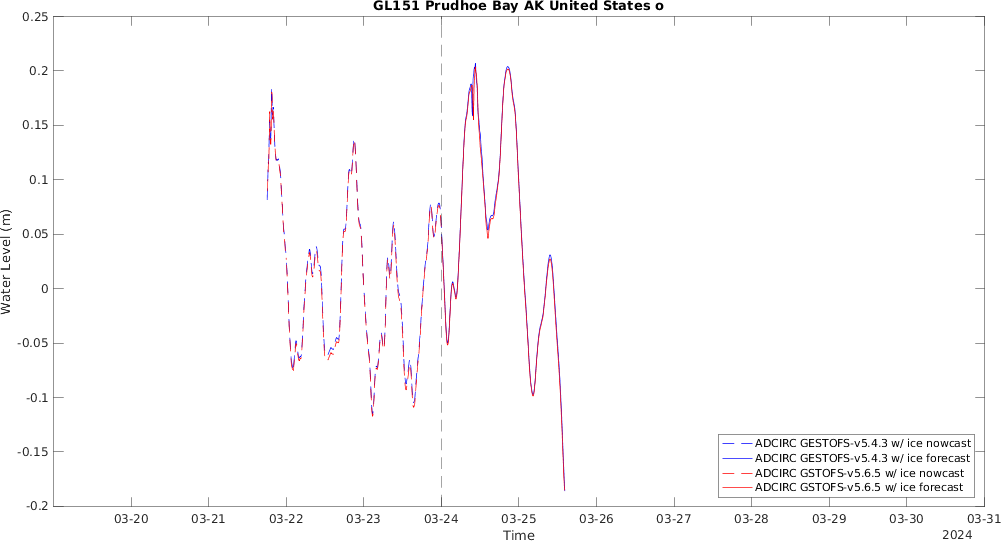 GL151 Prudhoe Bay AK United States o
0.25
0.2
0.15
0.1
0.05
0
-0.05
-0.1
-0.15
-0.2
Water Level (m)
ADCIRC GESTOFS-v5.4.3 w/ ice nowcast
ADCIRC GESTOFS-v5.4.3 w/ ice forecast
ADCIRC GSTOFS-v5.6.5 w/ ice nowcast
ADCIRC GSTOFS-v5.6.5 w/ ice forecast
03-20 03-21 03-22 03-23 03-24 03-25 03-26 03-27 03-28 03-29 03-30 03-31
Time
2024